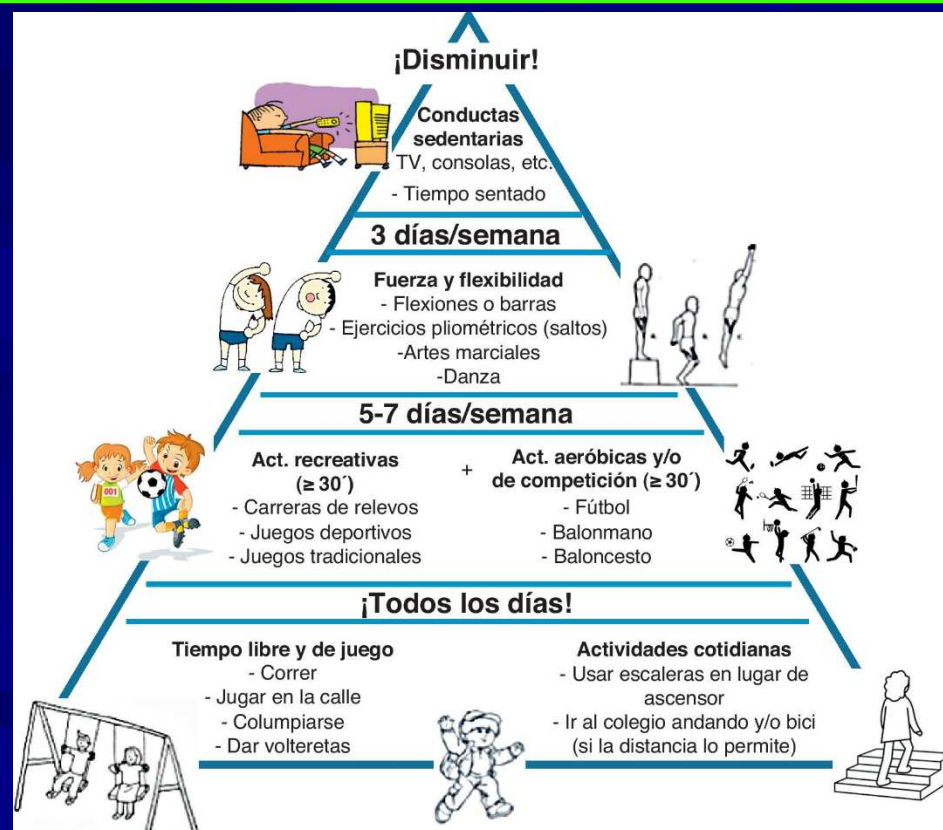 ¡Disminuir!
Conductas
sedentarias
TV, consolas, etc.
- Tiempo sentado
3 días/semana
Fuerza y flexibilidad
- Flexiones o barras
- Ejercicios pliométricos (saltos)
-Artes marciales
-Danza
5-7 días/semana
Act. recreativas
(≥ 30´)
- Carreras de relevos
- Juegos deportivos
- Juegos tradicionales
+
Act. aeróbicas y/o
de competición (≥ 30´)
- Fútbol
- Balonmano
- Baloncesto
001
¡Todos los días!
Tiempo libre y de juego
- Correr
- Jugar en la calle
- Columpiarse
- Dar volteretas
Actividades cotidianas
- Usar escaleras en lugar de
ascensor
- Ir al colegio andando y/o bici
(si la distancia lo permite)